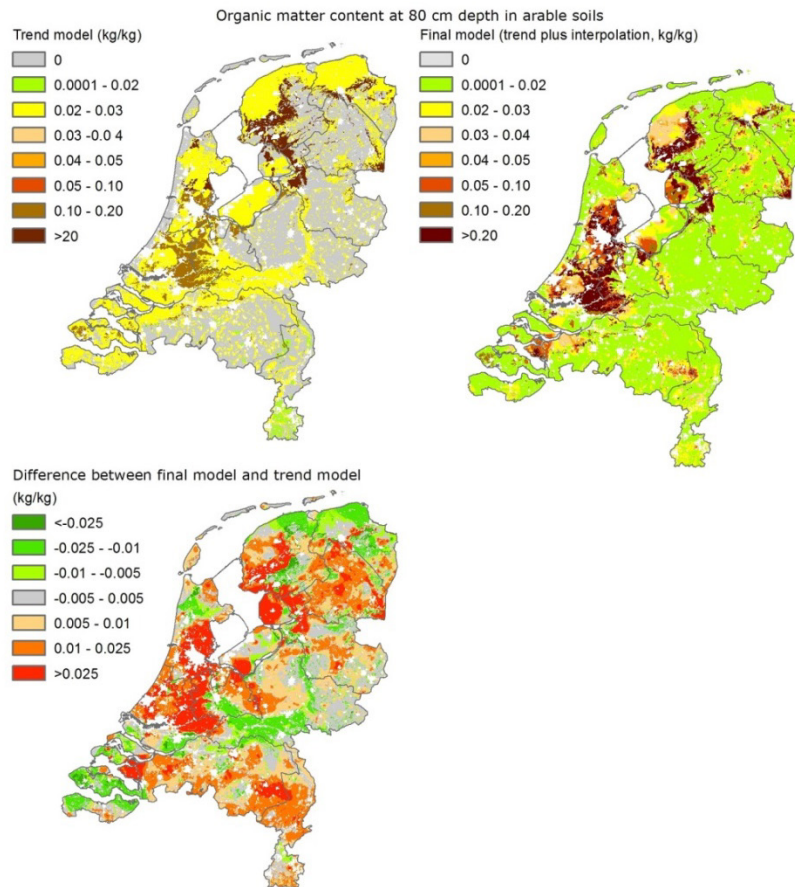 Organic matter content at 80 cm depth in arable soils
Trend model (kg/kg)
0
0.0001 - 0.02
0.02 - 0.03
0.03 -0.0 4
0.04 - 0.05
0.05 - 0.10
0.10 - 0.20
>20
Final model (trend plus interpolation, kg/kg)
0
0.0001 - 0.02
0.02 - 0.03
0.03 - 0.04
0.04 - 0.05
0.05 - 0.10
0.10 - 0.20
>0.20
Difference between final model and trend model
(kg/kg)
<-0.025
-0.025 - -0.01
-0.01 - -0.005
-0.005 - 0.005
0.005 - 0.01
0.01 - 0.025
>0.025